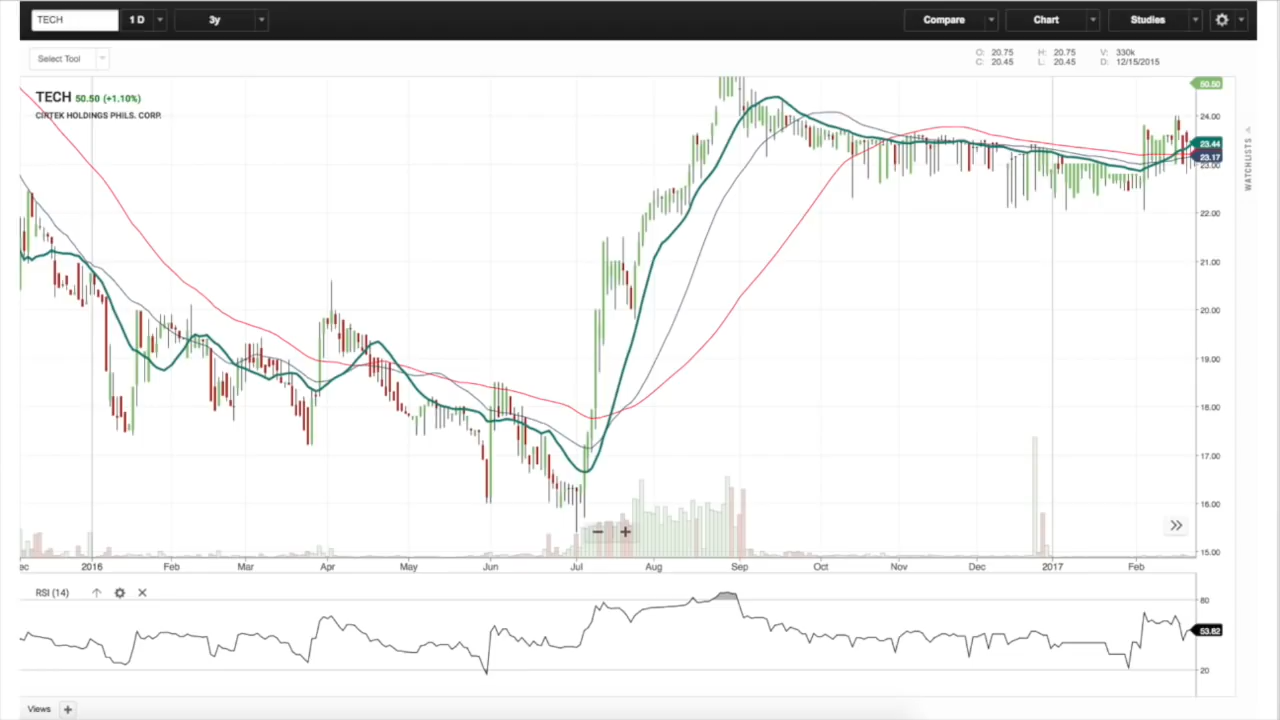 TECH 1 D 3y Compare Chart Studies
Select Tool
O: 20.75 H: 20.75 V: 330k
C: 20.45 L: 20.45 D: 12/15/2015
TECH 50.50 (+1.10%)
CIRTEK HOLDINGS PHILS. CORP.
50.50
24.00
23.44
23.17
23.00
22.00
21.00
20.00
19.00
18.00
17.00
16.00
15.00
WATCHLISTS
ec 2016 Feb Mar Apr May Jun Jul Aug Sep Oct Nov Dec 2017 Feb
RSI (14)
80
53.82
20
Views